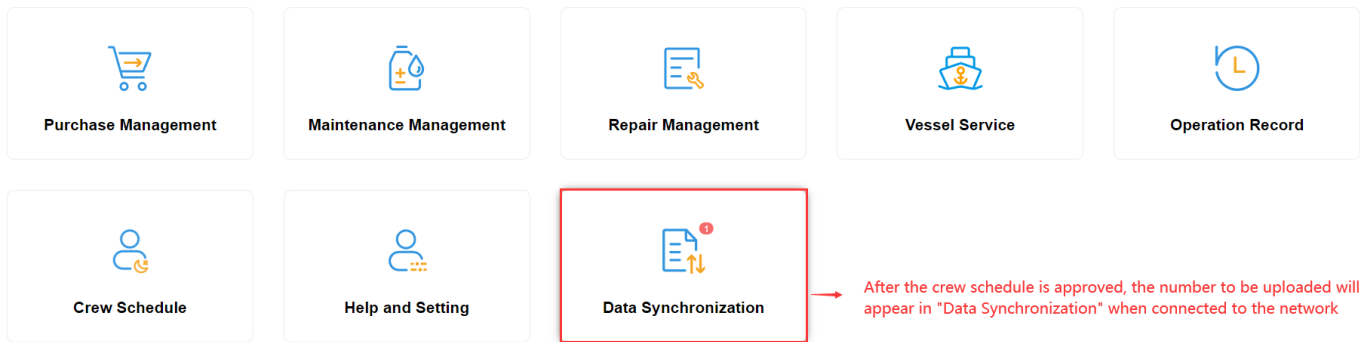 Purchase Management
Maintenance Management
Repair Management
Vessel Service
Operation Record
Crew Schedule
Help and Setting
1
Data Synchronization
After the crew schedule is approved, the number to be uploaded will
appear in "Data Synchronization" when connected to the network